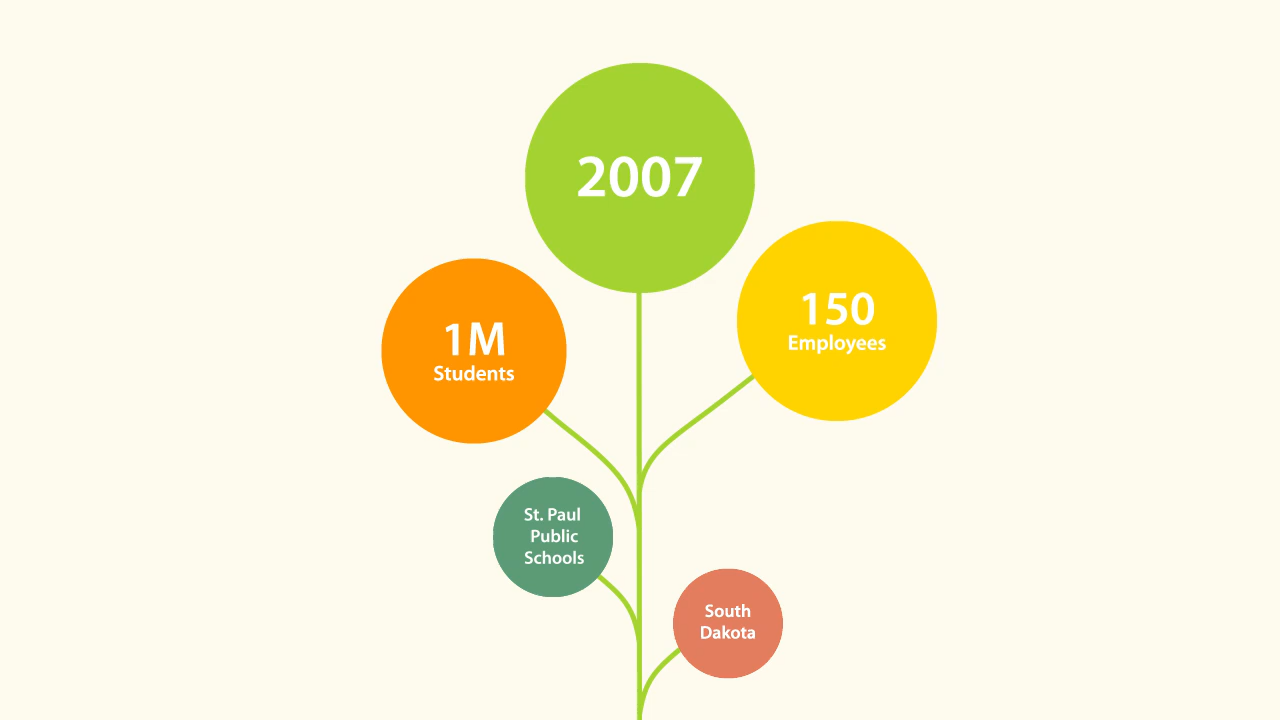 2007
150
Employees
1M
Students
St. Paul
Public
Schools
South
Dakota